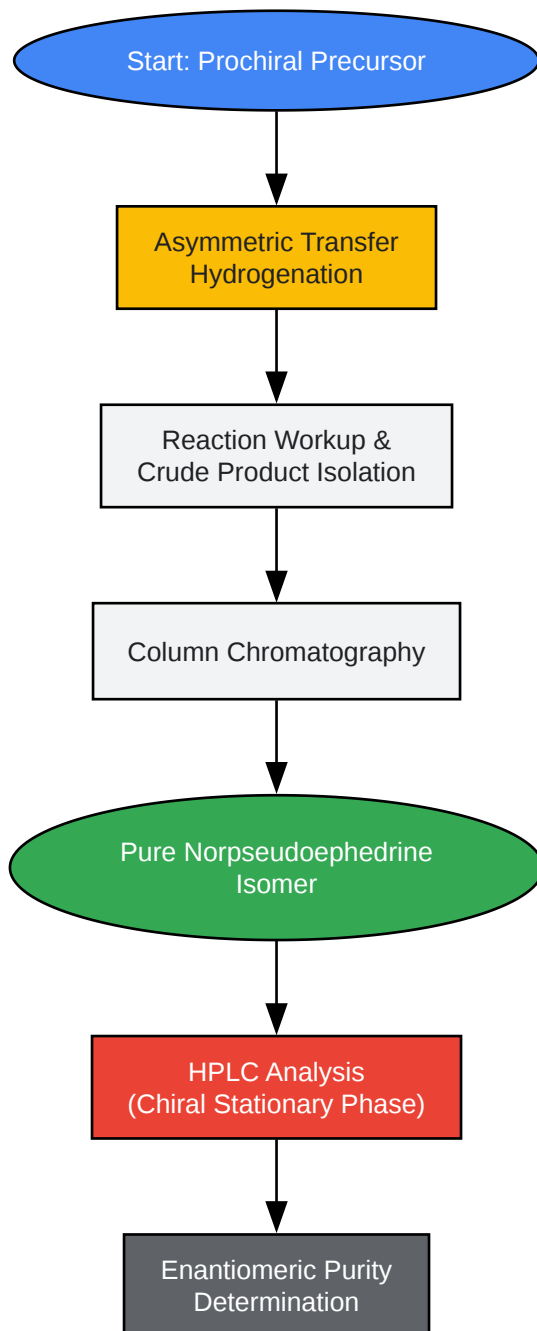 Start: Prochiral Precursor
Asymmetric Transfer
Hydrogenation
Reaction Workup &
Crude Product Isolation
Column Chromatography
Pure Norpseudoephedrine
Isomer
HPLC Analysis
(Chiral Stationary Phase)
Enantiomeric Purity
Determination